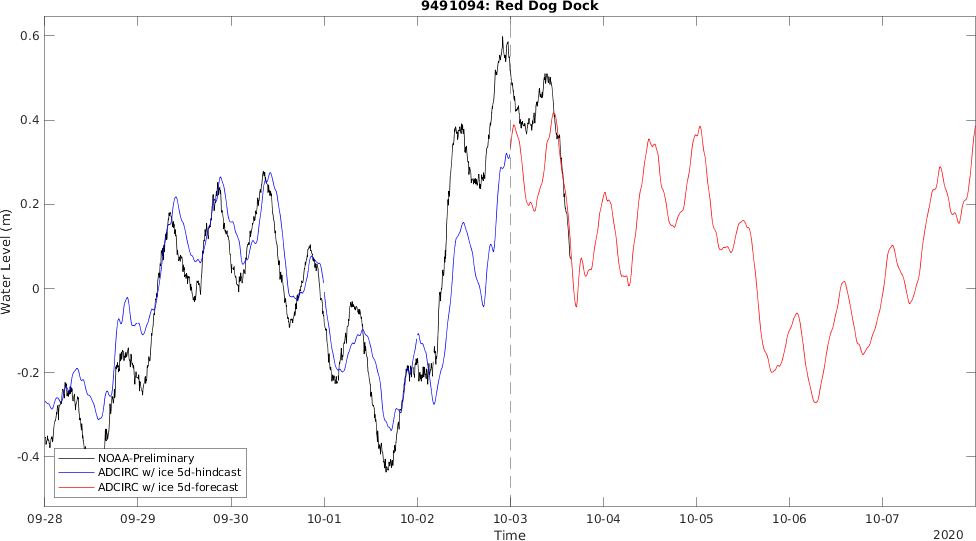 9491094: Red Dog Dock
Water Level (m)
0.6
0.4
0.2
0
-0.2
-0.4
NOAA-Preliminary
ADCIRC w/ ice 5d-hindcast
ADCIRC w/ ice 5d-forecast
09-28 09-29 09-30 10-01 10-02 10-03 10-04 10-05 10-06 10-07
Time
2020